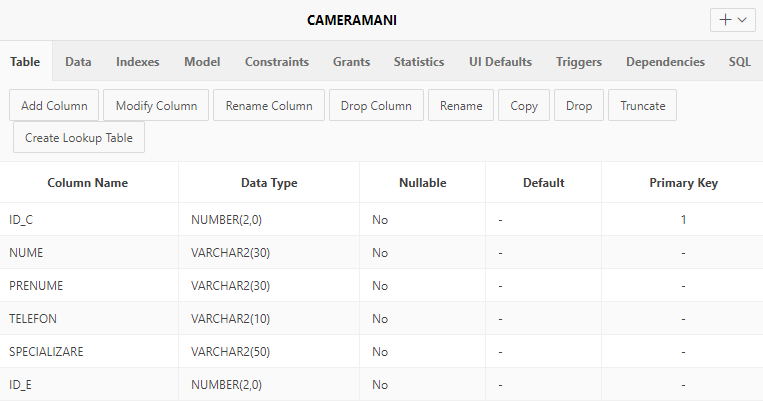 CAMERAMANI
Table Data Indexes Model Constraints Grants Statistics UI Defaults Triggers Dependencies SQL
Add Column Modify Column Rename Column Drop Column Rename Copy Drop Truncate
Create Lookup Table
Column Name Data Type Nullable Default Primary Key
ID_C NUMBER(2,0) No - 1
NUME VARCHAR2(30) No - -
PRENUME VARCHAR2(30) No - -
TELEFON VARCHAR2(10) No - -
SPECIALIZARE VARCHAR2(50) No - -
ID_E NUMBER(2,0) No - -